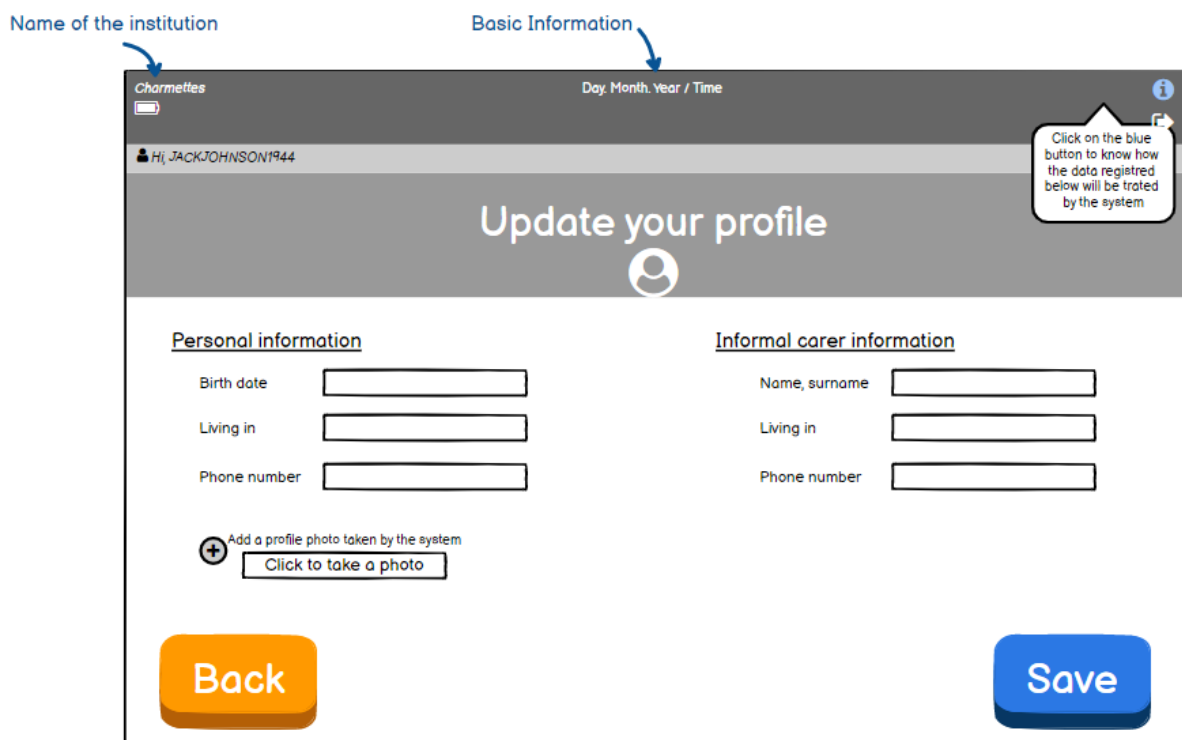 Name of the institution
Basic Information
Charmettes
Day. Month. Year / Time
Hi, JACKJOHNSON1944
Click on the blue
button to know how
the data registred
below will be trated
by the system
Update your profile
Personal information
Birth date
Living in
Phone number
Add a profile photo taken by the system
Click to take a photo
Informal carer information
Name, surname
Living in
Phone number
Back
Save